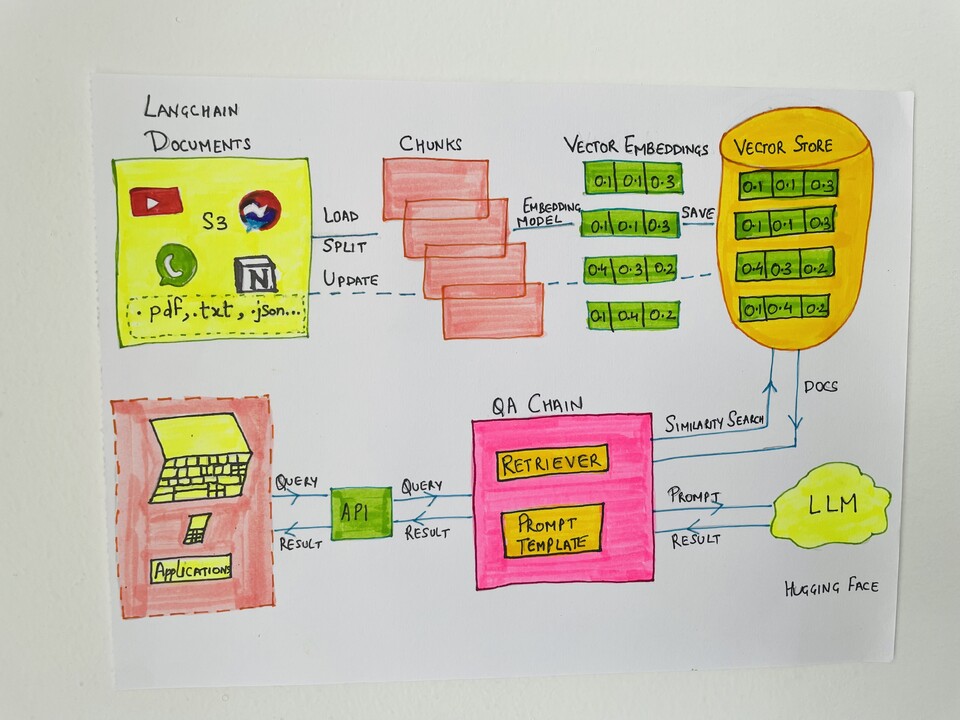 LANGCHAIN
DOCUMENTS
S3
N
. pdf, .txt , .json...
LOAD
SPLIT
UPDATE
CHUNKS
EMBEDDING
MODEL
VECTOR EMBEDDINGS
0.1 0.1 0.3
0.1 0.1 0.3
0.4 0.3 0.2
0.1 0.4 0.2
SAVE
VECTOR STORE
0.1 0.1 0.3
0.1 0.1 0.3
0.4 0.3 0.2
0.1 0.4 0.2
SIMILARITY SEARCH
DOCS
APPLICATIONS
QUERY
RESULT
API
QUERY
RESULT
QA CHAIN
RETRIEVER
PROMPT
TEMPLATE
PROMPT
RESULT
LLM
HUGGING FACE